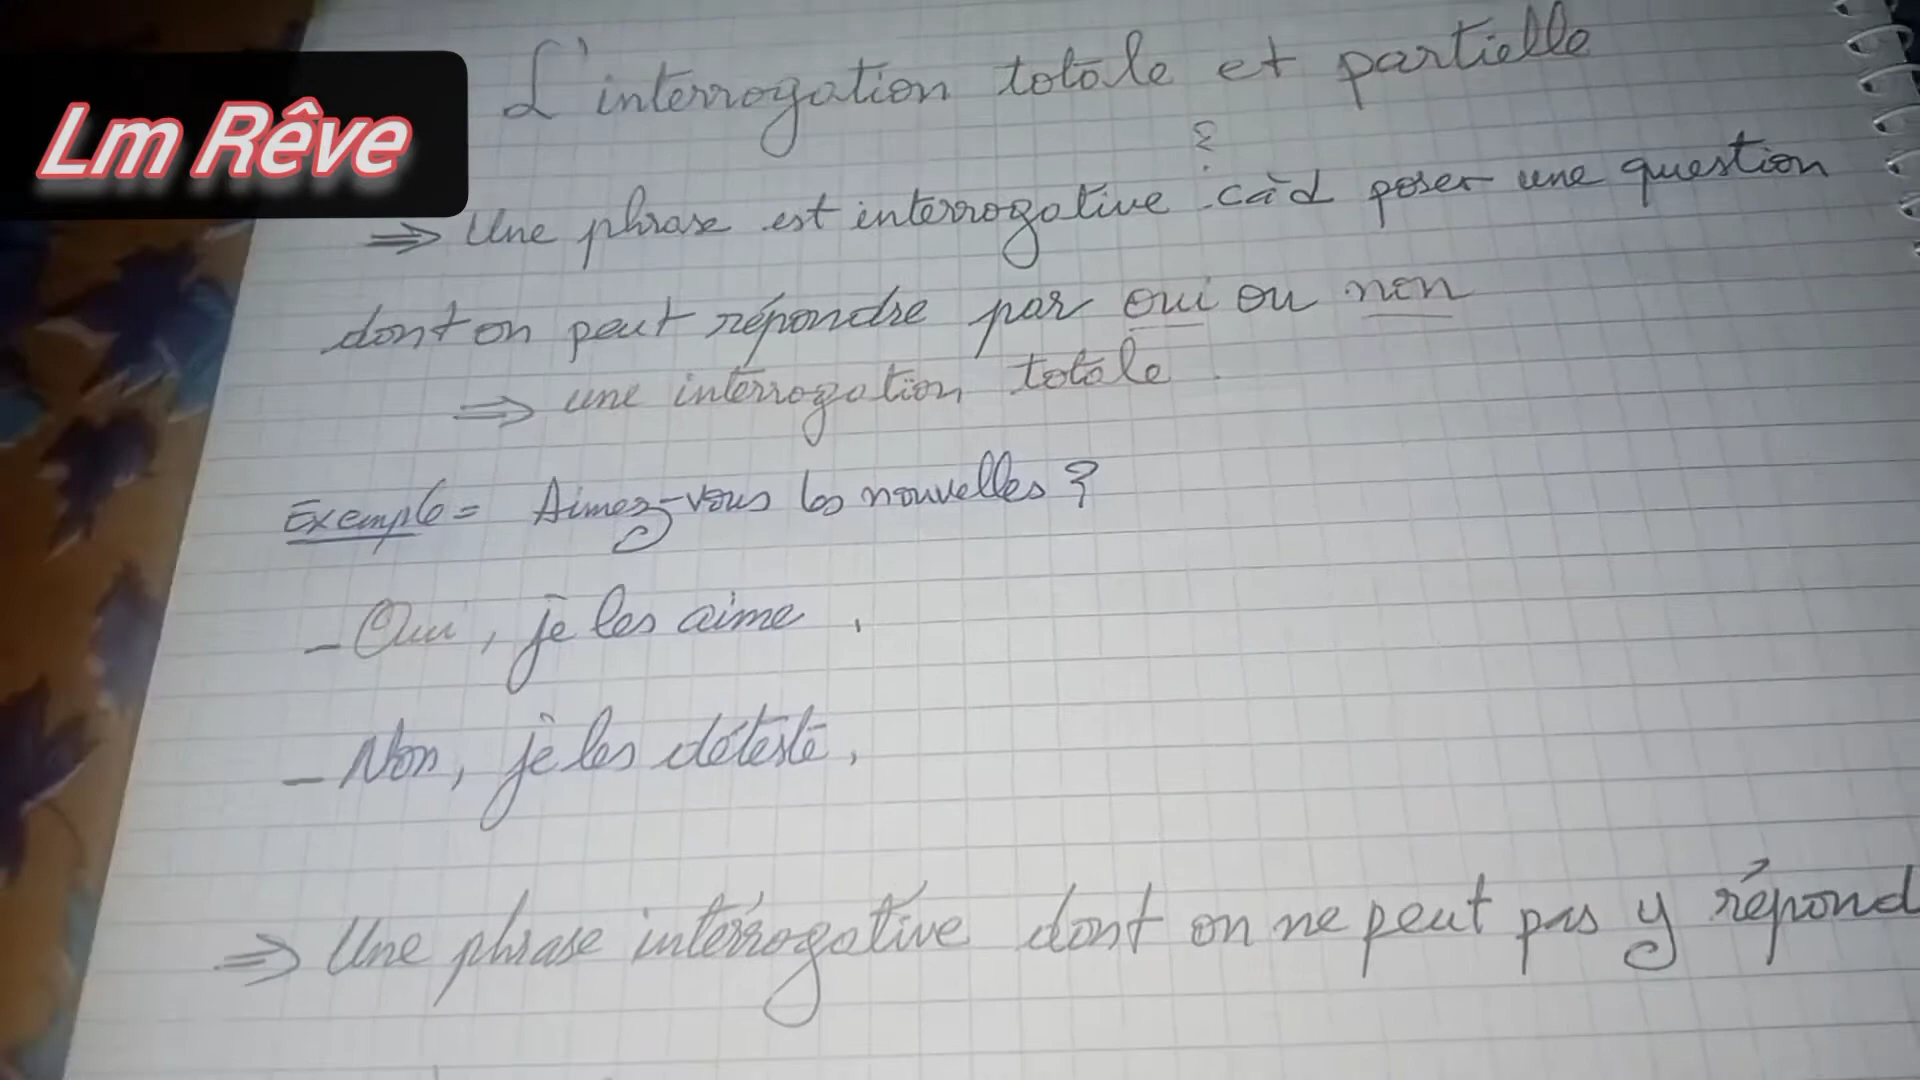 Lm Rêve
L'interrogation totale et partielle
?
⇒ Une phrase est interrogative càd poser une question
dont on peut répondre par oui ou non
⇒ une interrogation totale.
Exemple = Aimez-vous les nouvelles ?
- Oui, je les aime.
- Non, je les déteste.
⇒ Une phrase interrogative dont on ne peut pas y répond